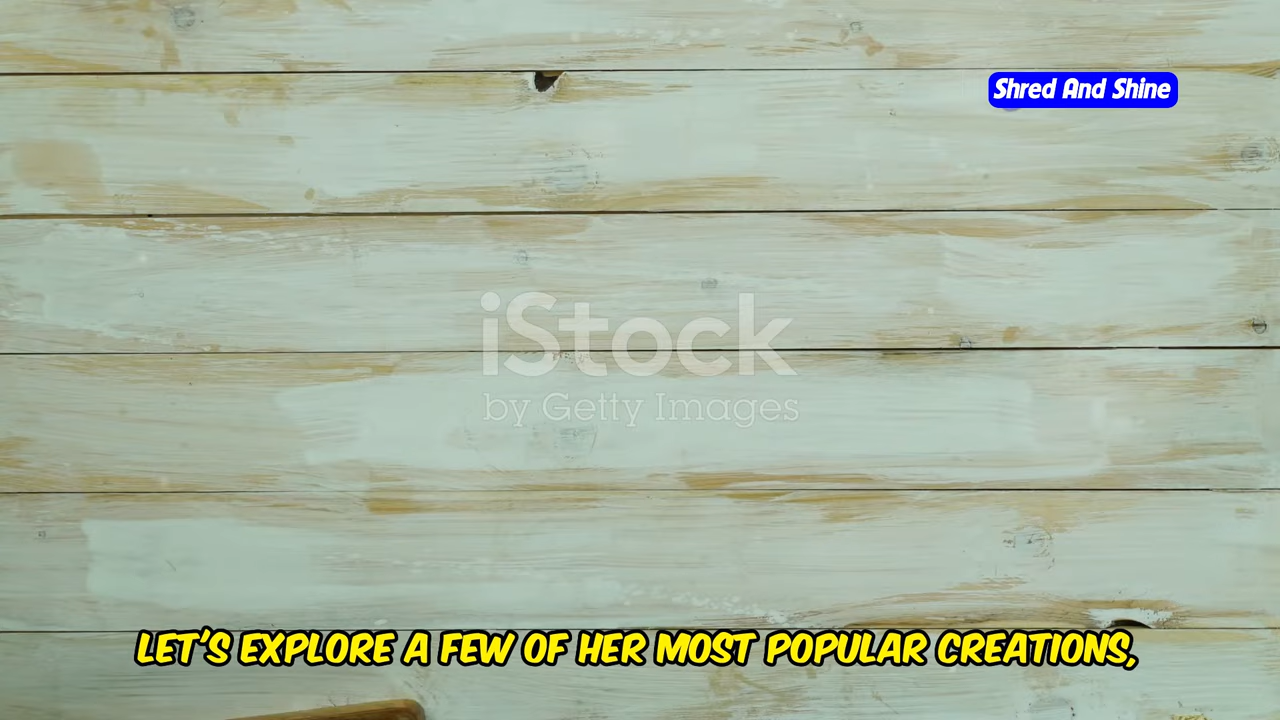 Shred And Shine
iStock
by Getty Images
LET'S EXPLORE A FEW OF HER MOST POPULAR CREATIONS,